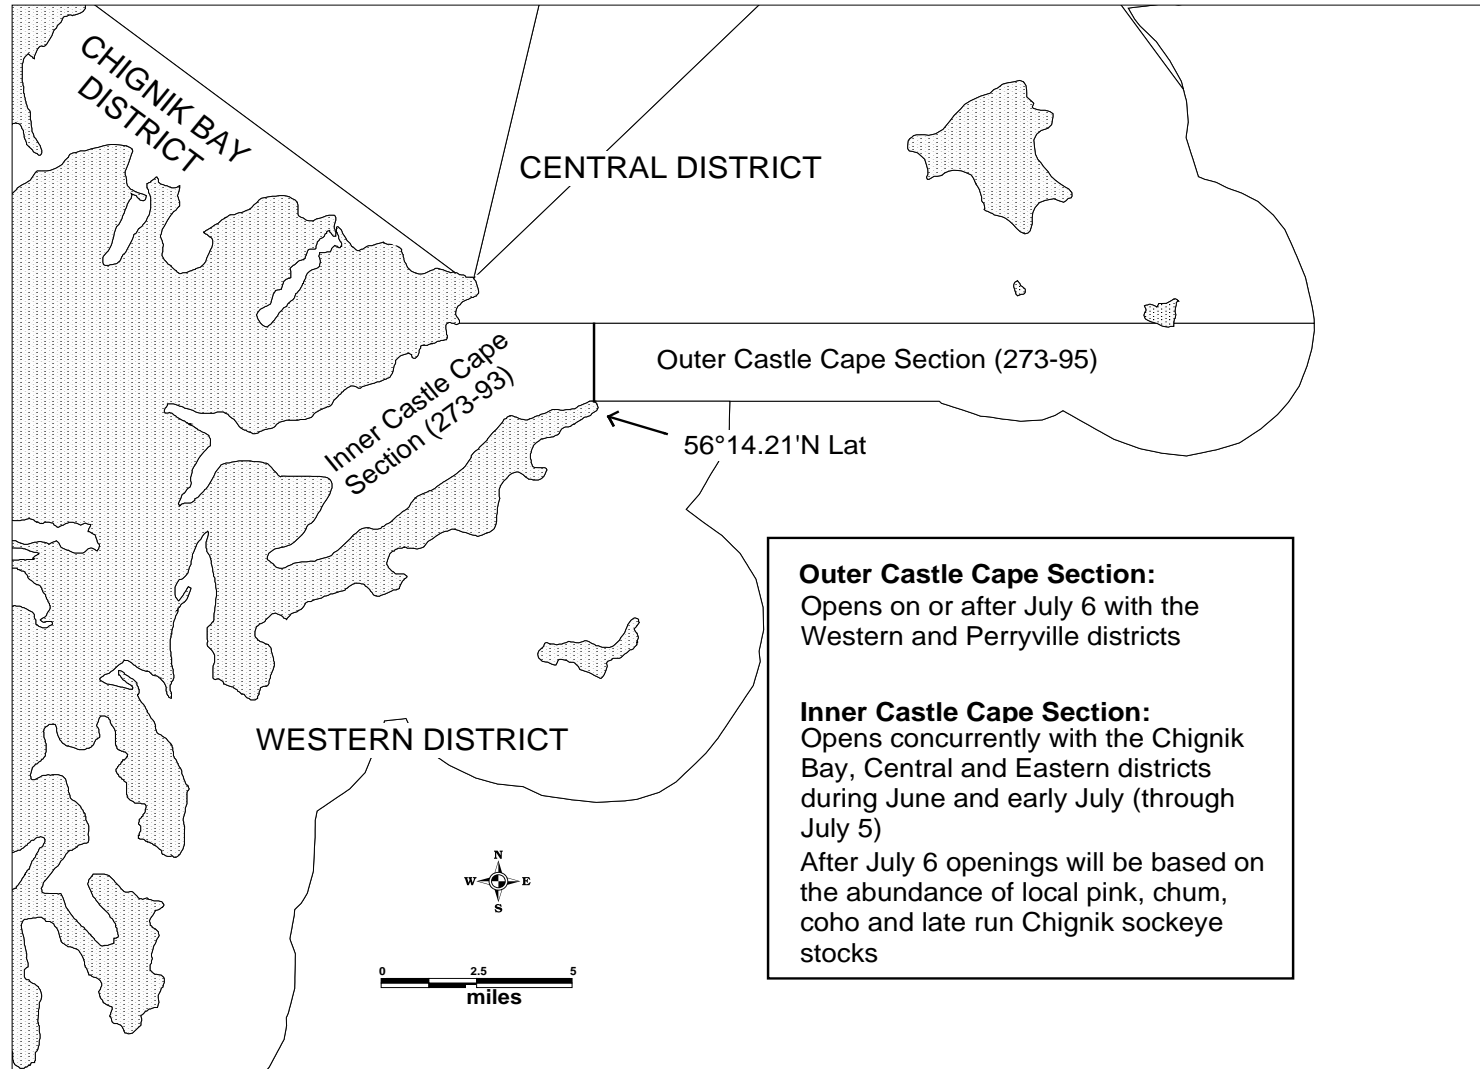 CHIGNIK BAY
DISTRICT
CENTRAL DISTRICT
Inner Castle Cape
Section (273-93)
Outer Castle Cape Section (273-95)
56°14.21'N Lat
WESTERN DISTRICT
Outer Castle Cape Section:
Opens on or after July 6 with the
Western and Perryville districts
Inner Castle Cape Section:
Opens concurrently with the Chignik
Bay, Central and Eastern districts
during June and early July (through
July 5)
After July 6 openings will be based on
the abundance of local pink, chum,
coho and late run Chignik sockeye
stocks
N
W E
S
0 2.5 5
miles